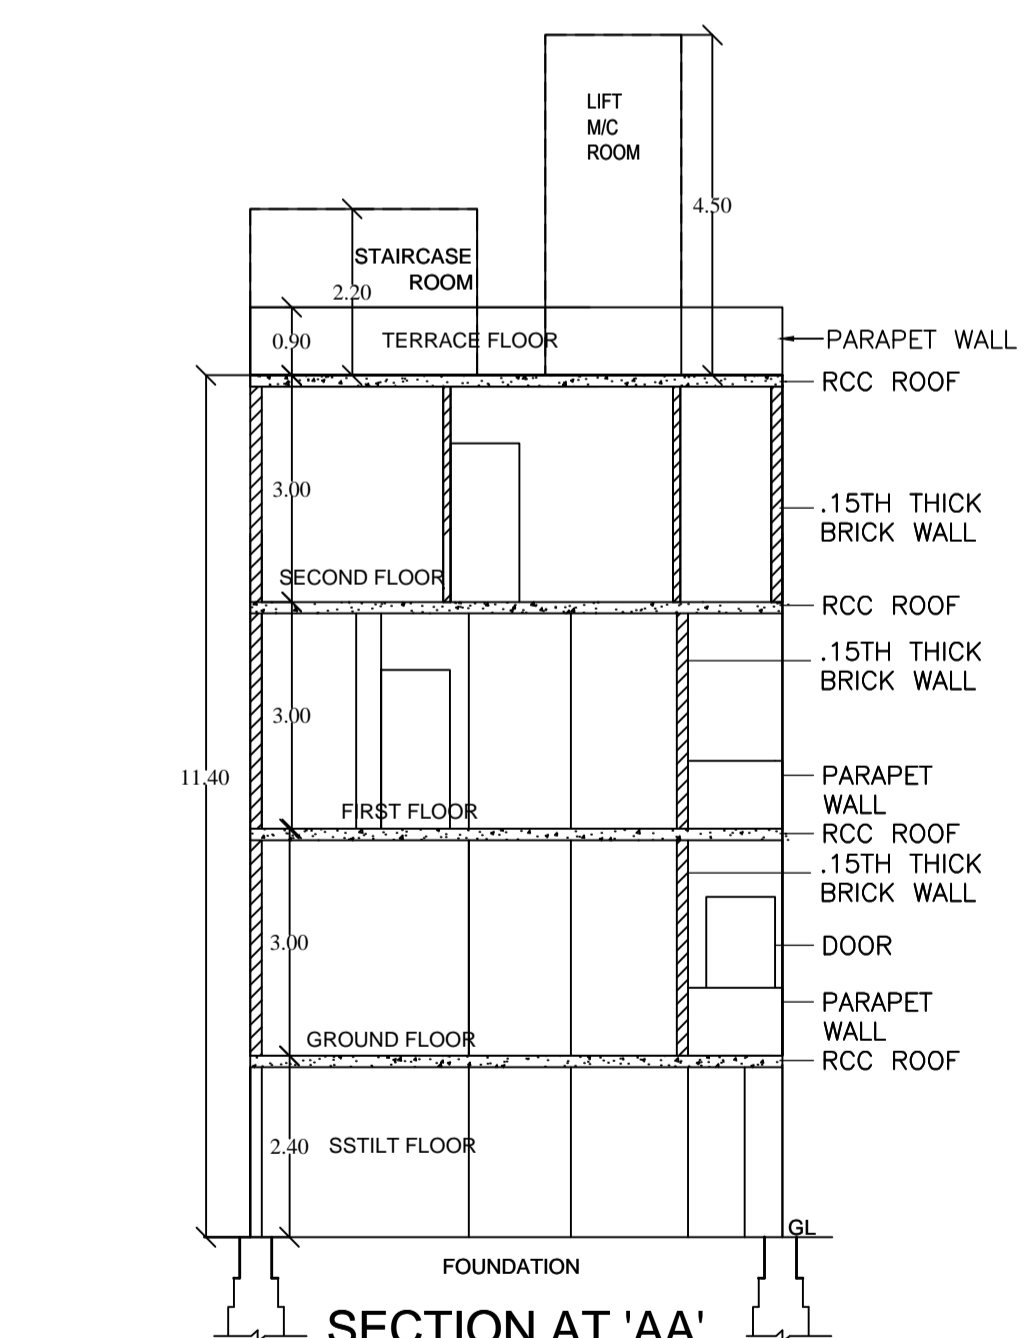 LIFT
M/C
ROOM
4.50
STAIRCASE
ROOM
2.20
0.90
TERRACE FLOOR
PARAPET WALL
RCC ROOF
3.00
.15TH THICK
BRICK WALL
SECOND FLOOR
RCC ROOF
.15TH THICK
BRICK WALL
3.00
11.40
PARAPET
WALL
FIRST FLOOR
RCC ROOF
.15TH THICK
BRICK WALL
3.00
DOOR
PARAPET
WALL
GROUND FLOOR
RCC ROOF
2.40
SSTILT FLOOR
GL
FOUNDATION
SECTION AT 'AA'